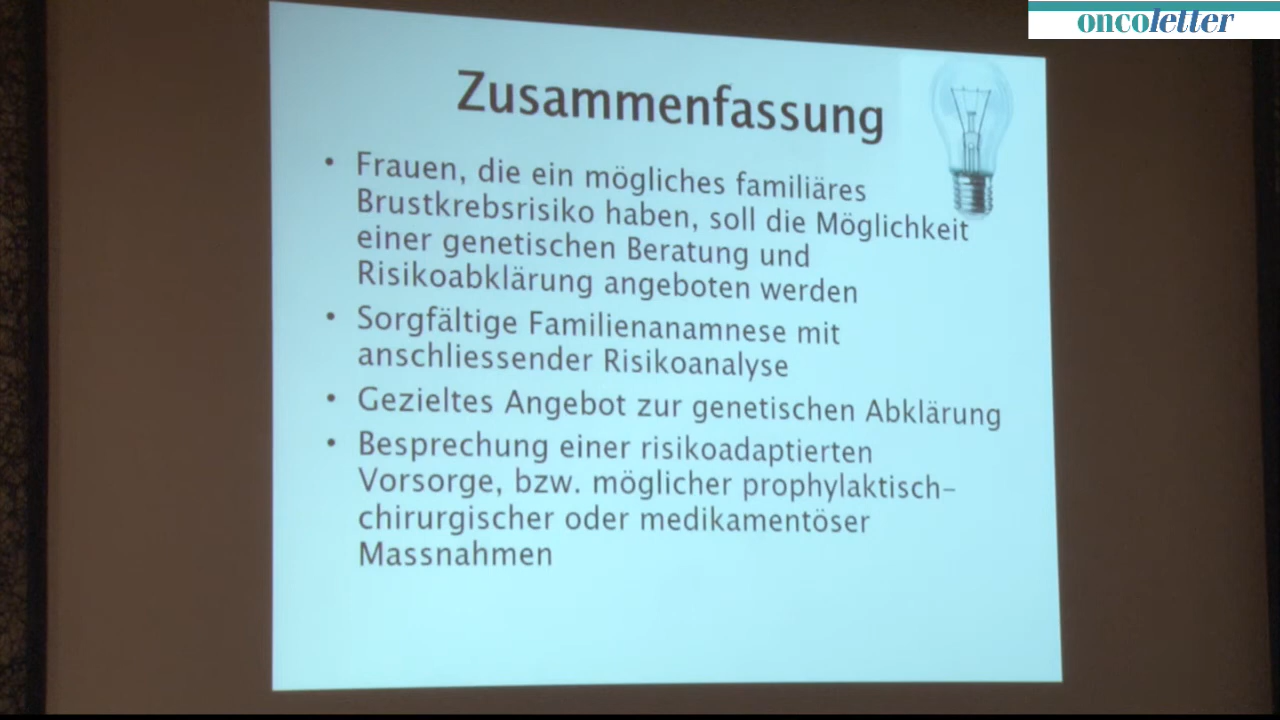 oncoletter
Zusammenfassung
• Frauen, die ein mögliches familiäres
Brustkrebsrisiko haben, soll die Möglichkeit
einer genetischen Beratung und
Risikoabklärung angeboten werden
• Sorgfältige Familienanamnese mit
anschliessender Risikoanalyse
• Gezieltes Angebot zur genetischen Abklärung
• Besprechung einer risikoadaptierten
Vorsorge, bzw. möglicher prophylaktisch-
chirurgischer oder medikamentöser
Massnahmen